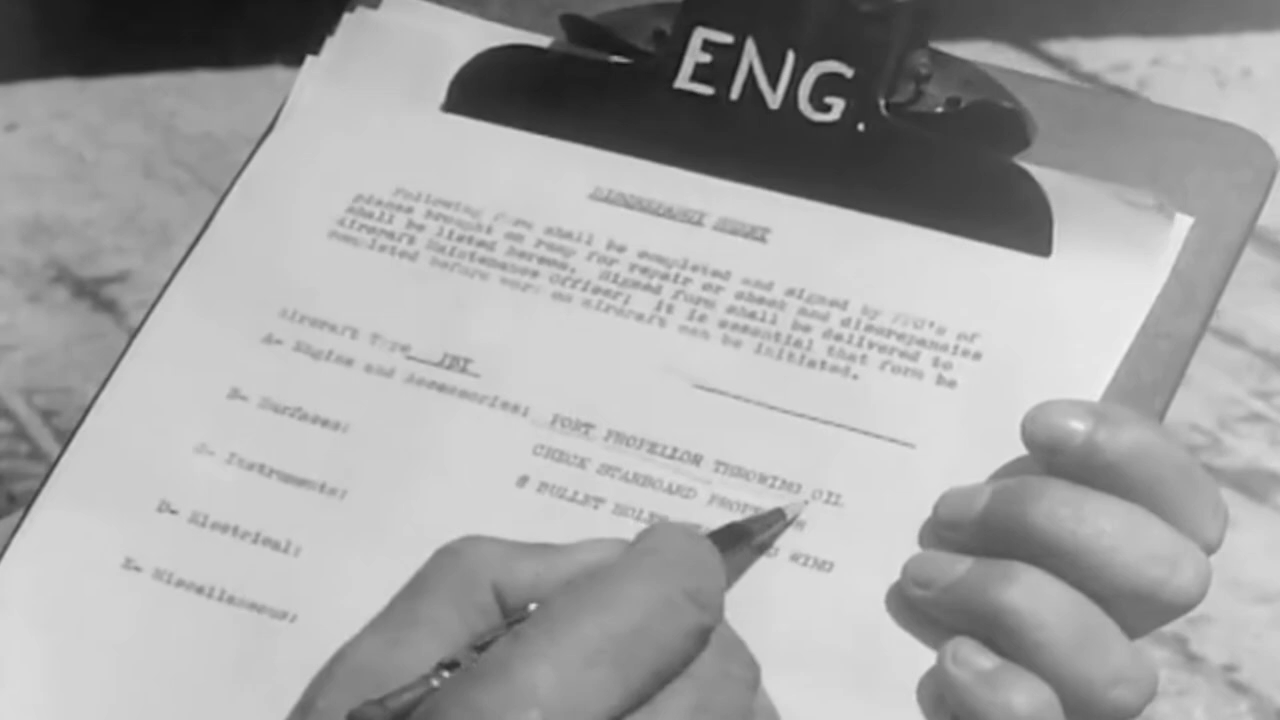 ENG.
DISCREPANCY SHEET
Following form shall be completed and signed by PPC's of
planes brought on ramp for repair or check and discrepancies
shall be listed hereon. Signed form shall be delivered to
Aircraft Maintenance Officer; it is essential that form be
completed before work on aircraft can be initiated.
Aircraft Type
A- Engine and Accessories: PORT PROPELLOR THROWING OIL
CHECK STARBOARD
B- Surfaces: 8 BULLET HOLES WING
C- Instruments:
D- Electrical:
E- Miscellaneous: